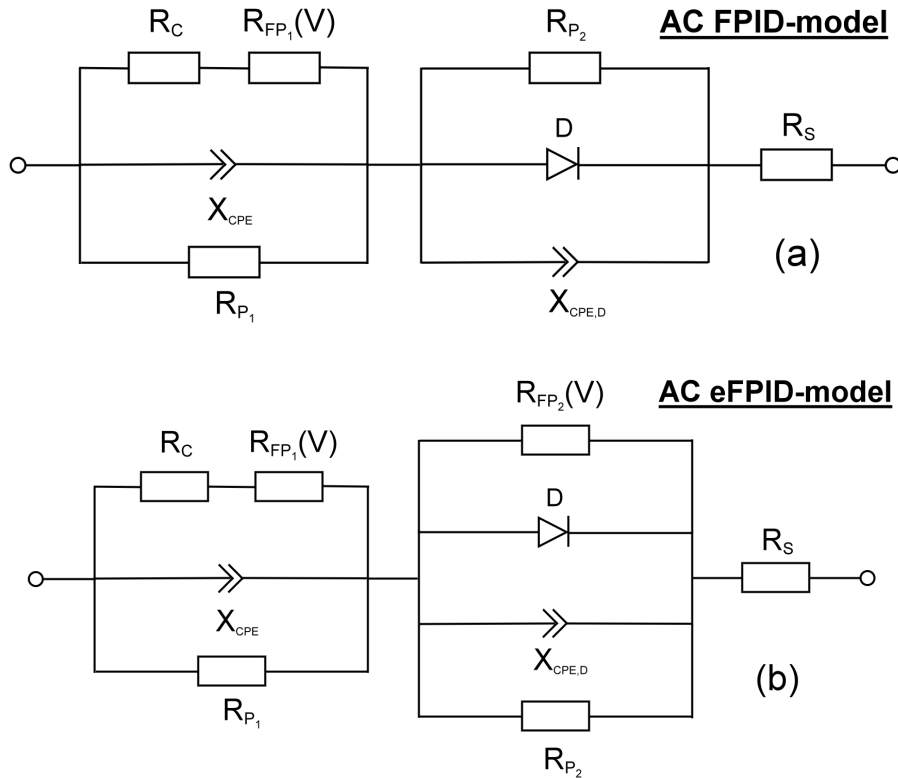 AC FPID-model
R_C R_FP₁(V) R_P₂
D
R_S
X_CPE
R_P₁ X_CPE,D
(a)
AC eFPID-model
R_FP₂(V)
R_C R_FP₁(V)
D
R_S
X_CPE
X_CPE,D
R_P₁
(b)
R_P₂